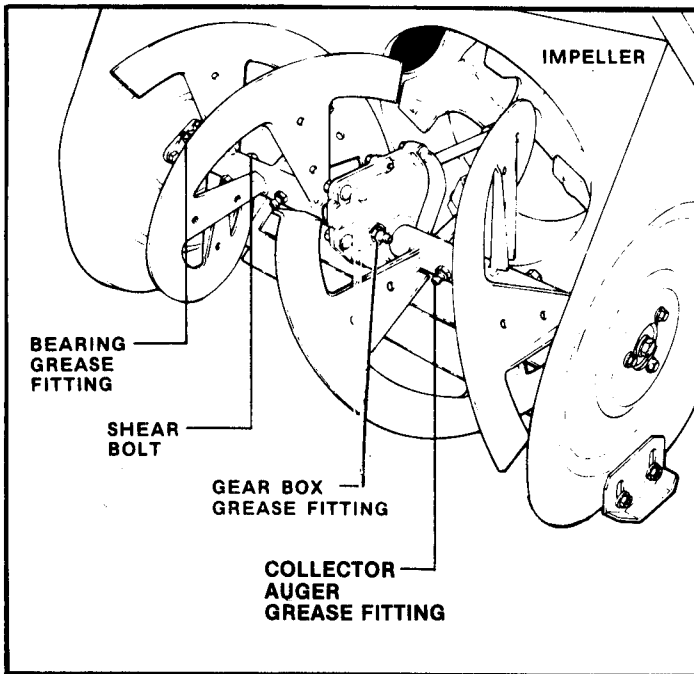 IMPELLER
BEARING
GREASE
FITTING
SHEAR
BOLT
GEAR BOX
GREASE FITTING
COLLECTOR
AUGER
GREASE FITTING